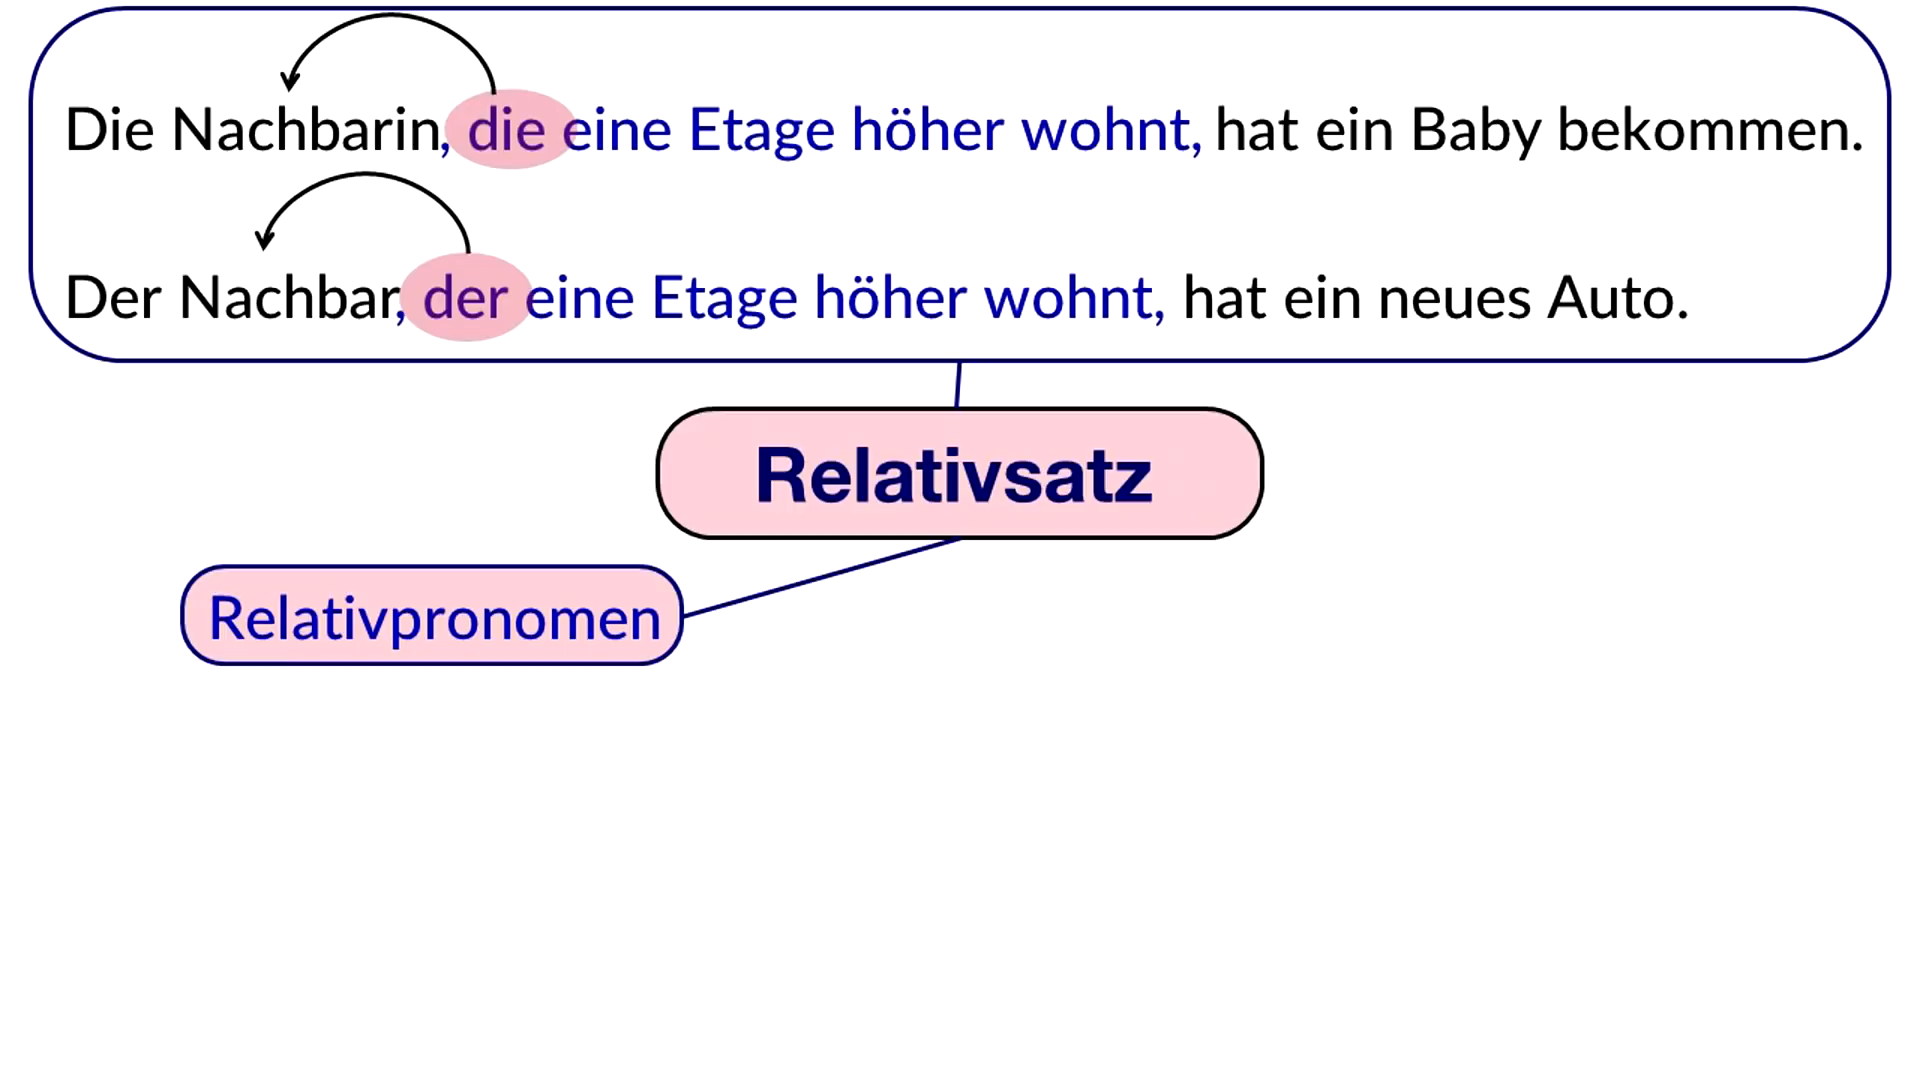 Die Nachbarin, die eine Etage höher wohnt, hat ein Baby bekommen.
Der Nachbar, der eine Etage höher wohnt, hat ein neues Auto.
Relativsatz
Relativpronomen